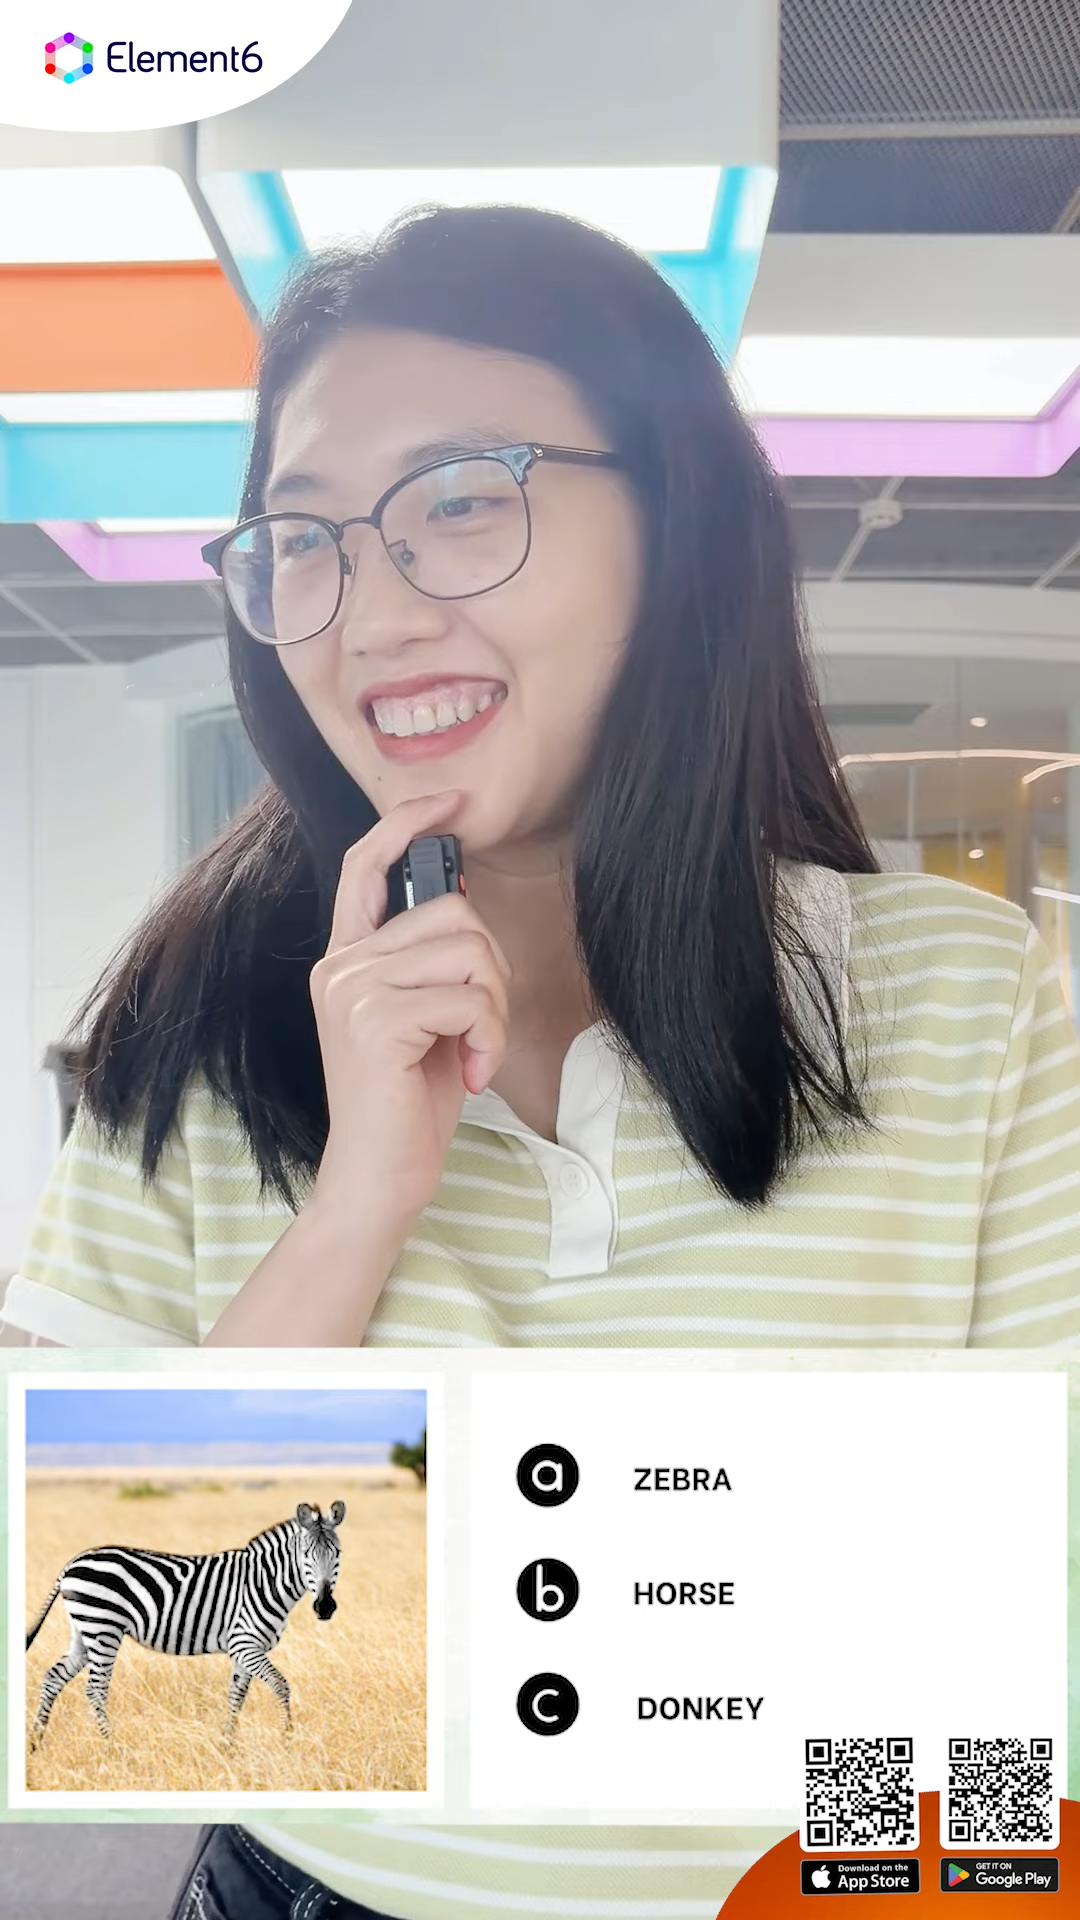 Element6
a ZEBRA
b HORSE
c DONKEY
Download on the
App Store
GET IT ON
Google Play